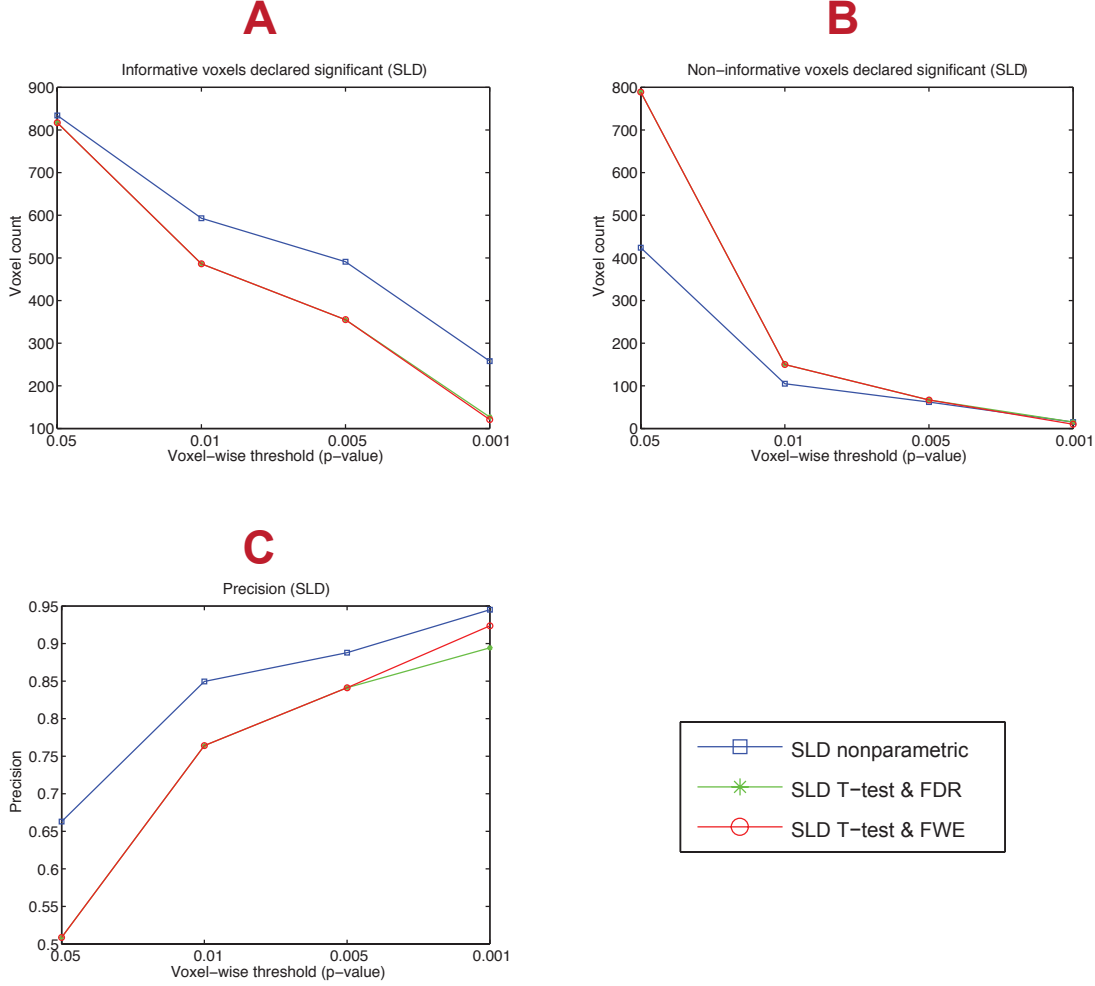 A
Informative voxels declared significant (SLD)
900
800
700
600
500
400
300
200
100
Voxel count
0.05
0.01
0.005
0.001
Voxel−wise threshold (p−value)
B
Non−informative voxels declared significant (SLD)
800
700
600
500
400
300
200
100
0
Voxel count
0.05
0.01
0.005
0.001
Voxel−wise threshold (p−value)
C
Precision (SLD)
0.95
0.9
0.85
0.8
0.75
0.7
0.65
0.6
0.55
0.5
Precision
0.05
0.01
0.005
0.001
Voxel−wise threshold (p−value)
SLD nonparametric
SLD T−test & FDR
SLD T−test & FWE